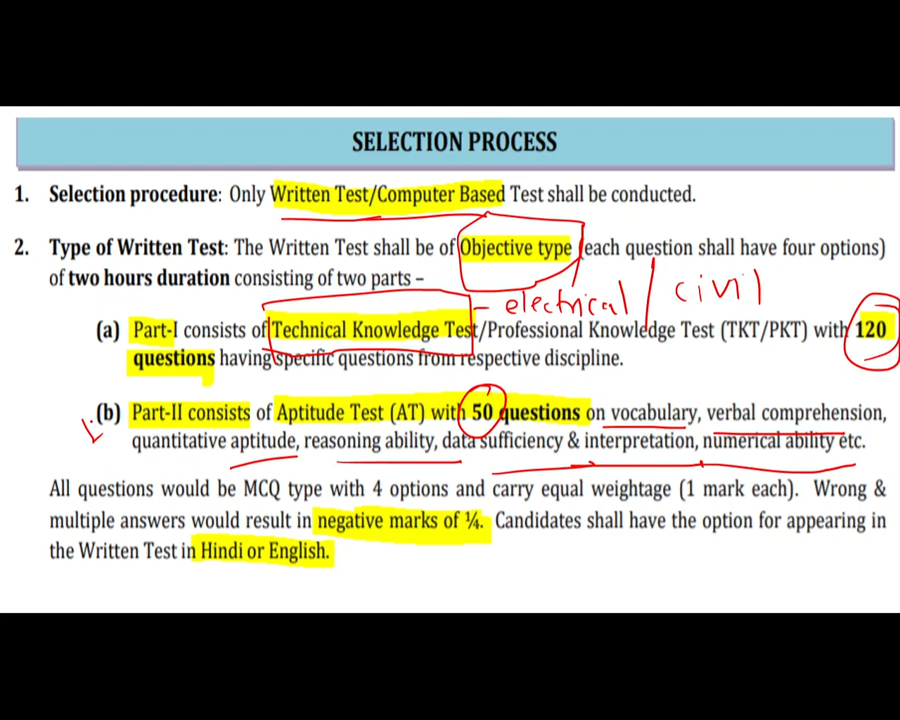 SELECTION PROCESS
1. Selection procedure: Only Written Test/Computer Based Test shall be conducted.
2. Type of Written Test: The Written Test shall be of Objective type (each question shall have four options)
of two hours duration consisting of two parts –
- electrical / civil
(a) Part-I consists of Technical Knowledge Test/Professional Knowledge Test (TKT/PKT) with 120
questions having specific questions from respective discipline.
(b) Part-II consists of Aptitude Test (AT) with 50 questions on vocabulary, verbal comprehension,
quantitative aptitude, reasoning ability, data sufficiency & interpretation, numerical ability etc.
All questions would be MCQ type with 4 options and carry equal weightage (1 mark each). Wrong &
multiple answers would result in negative marks of ¼. Candidates shall have the option for appearing in
the Written Test in Hindi or English.